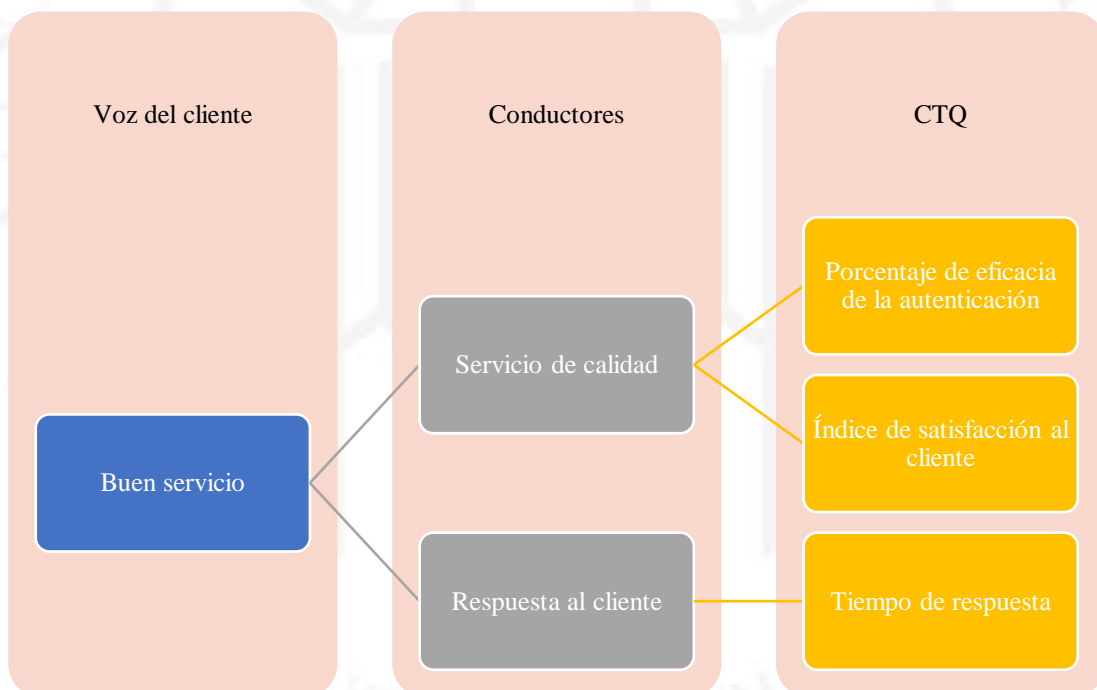 Voz del cliente
Conductores
CTQ
Buen servicio
Servicio de calidad
Respuesta al cliente
Porcentaje de eficacia
de la autenticación
Índice de satisfacción al
cliente
Tiempo de respuesta